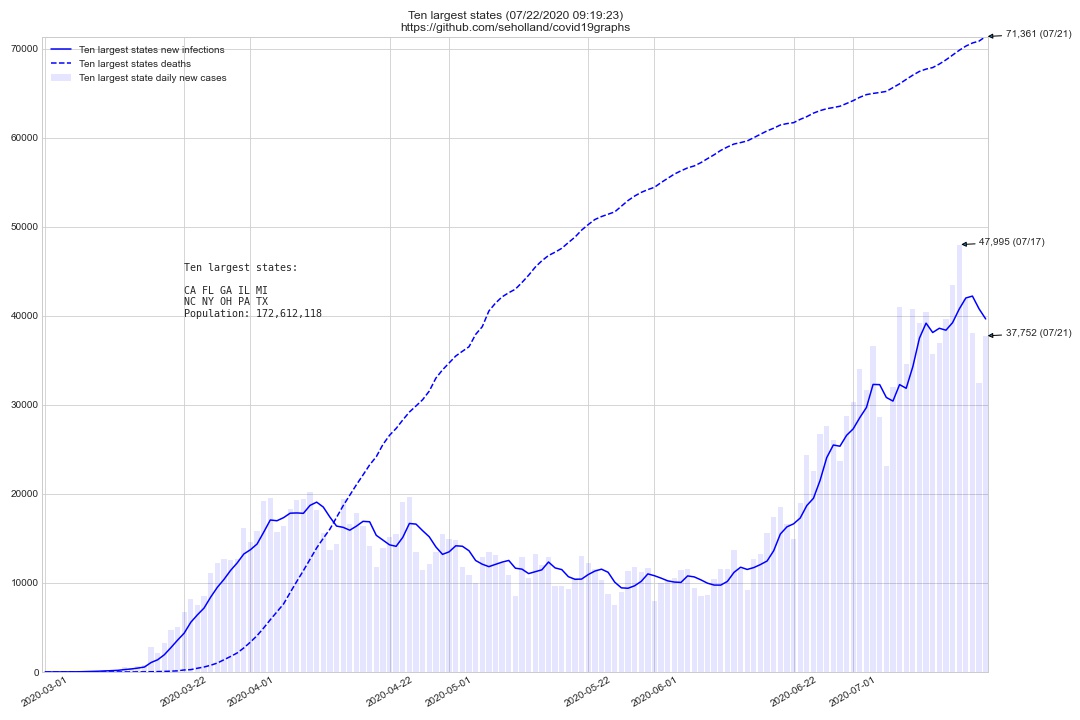 Ten largest states (07/22/2020 09:19:23)
https://github.com/seholland/covid19graphs
71,361 (07/21)
70000
Ten largest states new infections
Ten largest states deaths
Ten largest state daily new cases
60000
50000
47,995 (07/17)
Ten largest states:
CA FL GA IL MI
NC NY OH PA TX
Population: 172,612,118
40000
37,752 (07/21)
30000
20000
10000
0
2020-03-01
2020-03-22
2020-04-01
2020-04-22
2020-05-01
2020-05-22
2020-06-01
2020-06-22
2020-07-01